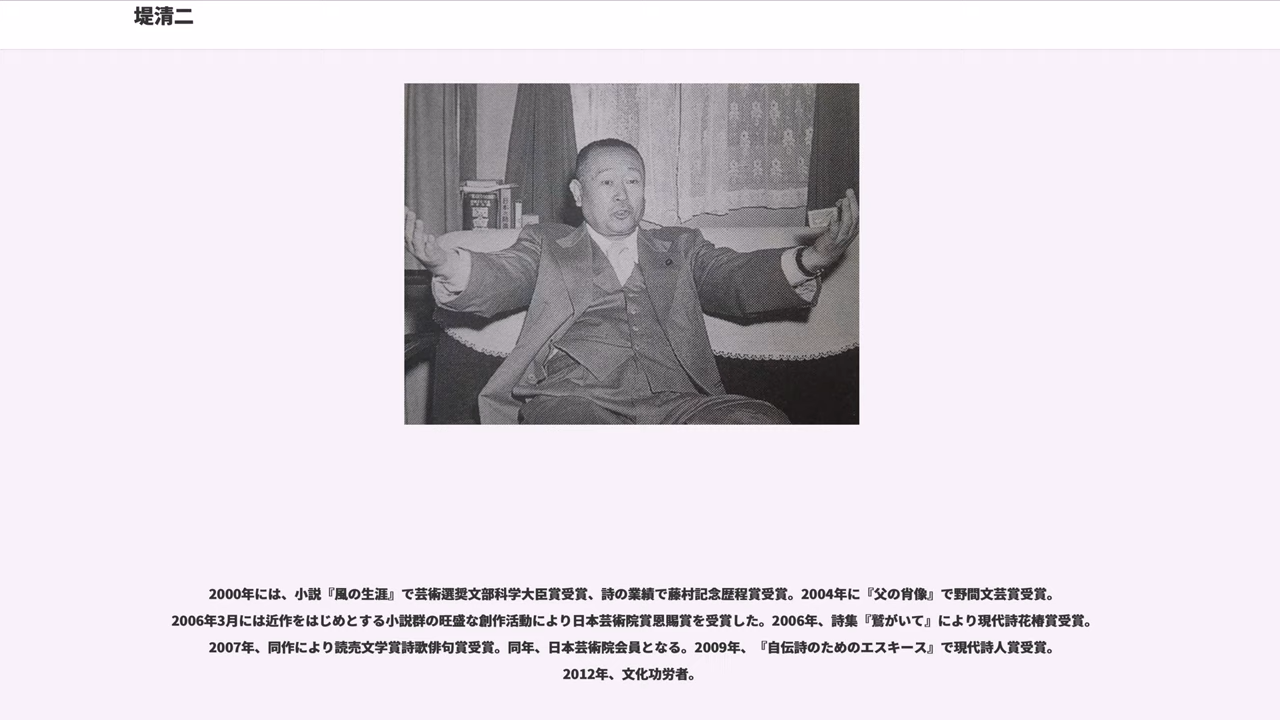 堤清二
2000年には、小説『風の生涯』で芸術選奨文部科学大臣賞受賞、詩の業績で藤村記念歴程賞受賞。2004年に『父の肖像』で野間文芸賞受賞。
2006年3月には近作をはじめとする小説群の旺盛な創作活動により日本芸術院賞恩賜賞を受賞した。2006年、詩集『鷲がいて』により現代詩花椿賞受賞。
2007年、同作により読売文学賞詩歌俳句賞受賞。同年、日本芸術院会員となる。2009年、『自伝詩のためのエスキース』で現代詩人賞受賞。
2012年、文化功労者。